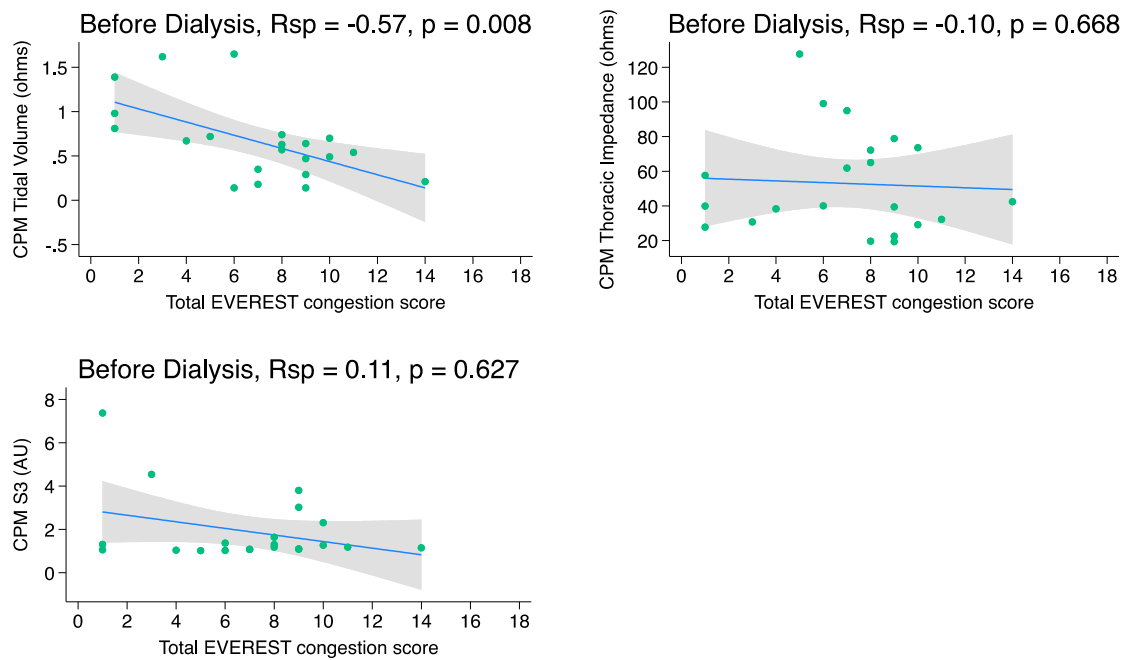 Before Dialysis, Rsp = -0.57, p = 0.008
CPM Tidal Volume (ohms)
1.5
1
.5
0
-.5
0 2 4 6 8 10 12 14 16 18
Total EVEREST congestion score
Before Dialysis, Rsp = -0.10, p = 0.668
CPM Thoracic Impedance (ohms)
120
100
80
60
40
20
0 2 4 6 8 10 12 14 16 18
Total EVEREST congestion score
Before Dialysis, Rsp = 0.11, p = 0.627
CPM S3 (AU)
8
6
4
2
0
0 2 4 6 8 10 12 14 16 18
Total EVEREST congestion score